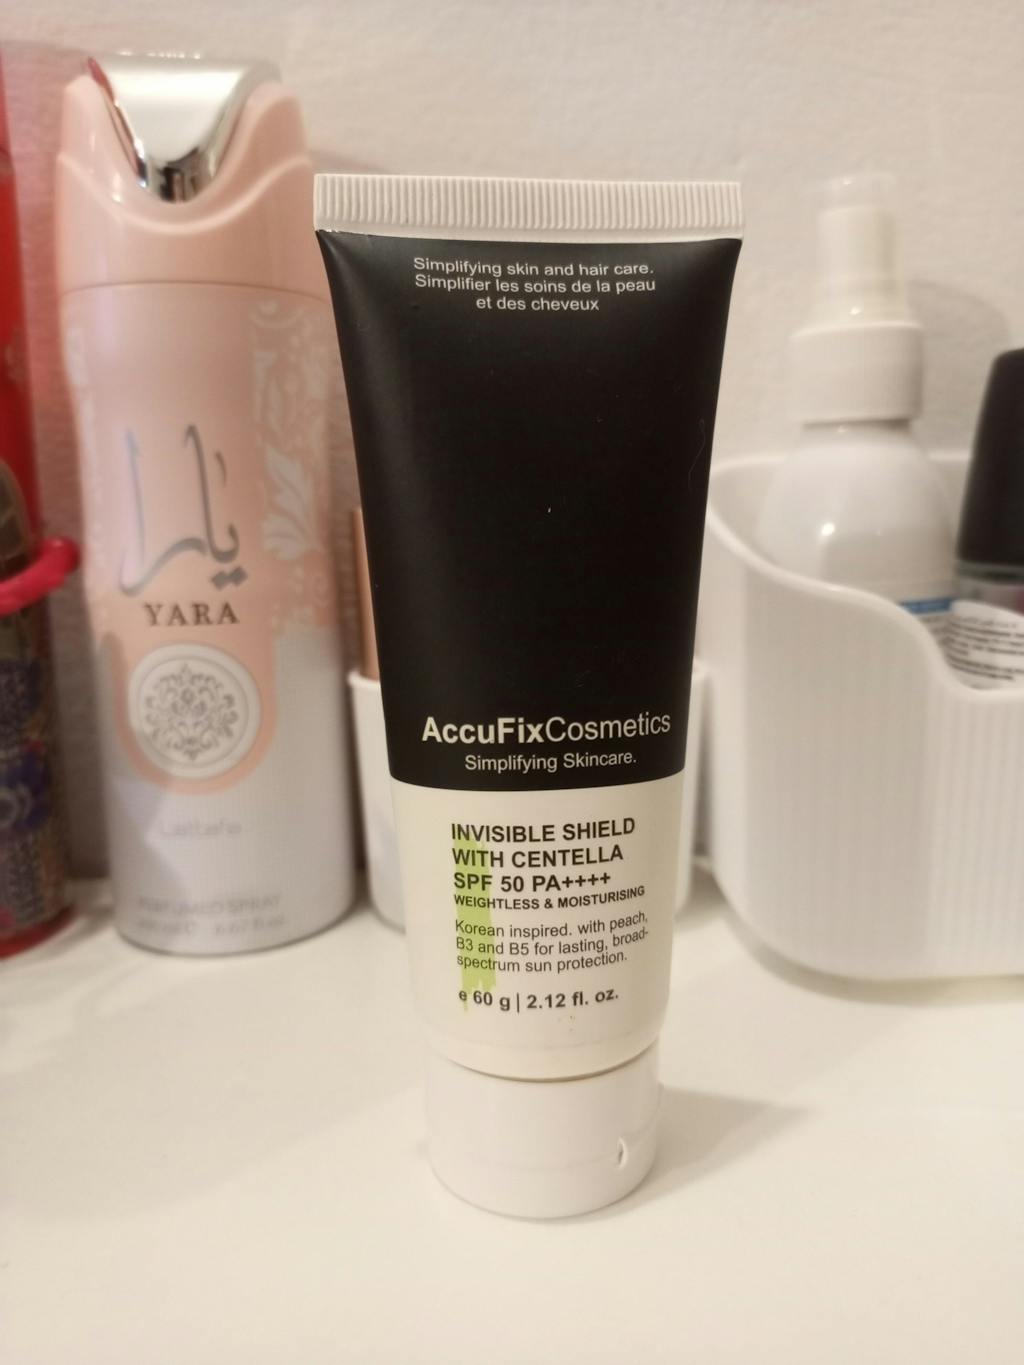 Simplifying skin and hair care.
Simplifier les soins de la peau
et des cheveux
AccuFixCosmetics
Simplifying Skincare.
INVISIBLE SHIELD
WITH CENTELLA
SPF 50 PA++++
WEIGHTLESS & MOISTURISING
Korean inspired. with peach,
B3 and B5 for lasting, broad-
spectrum sun protection.
e 60 g | 2.12 fl. oz.
يارا
YARA
Lattafa
PERFUMED SPRAY